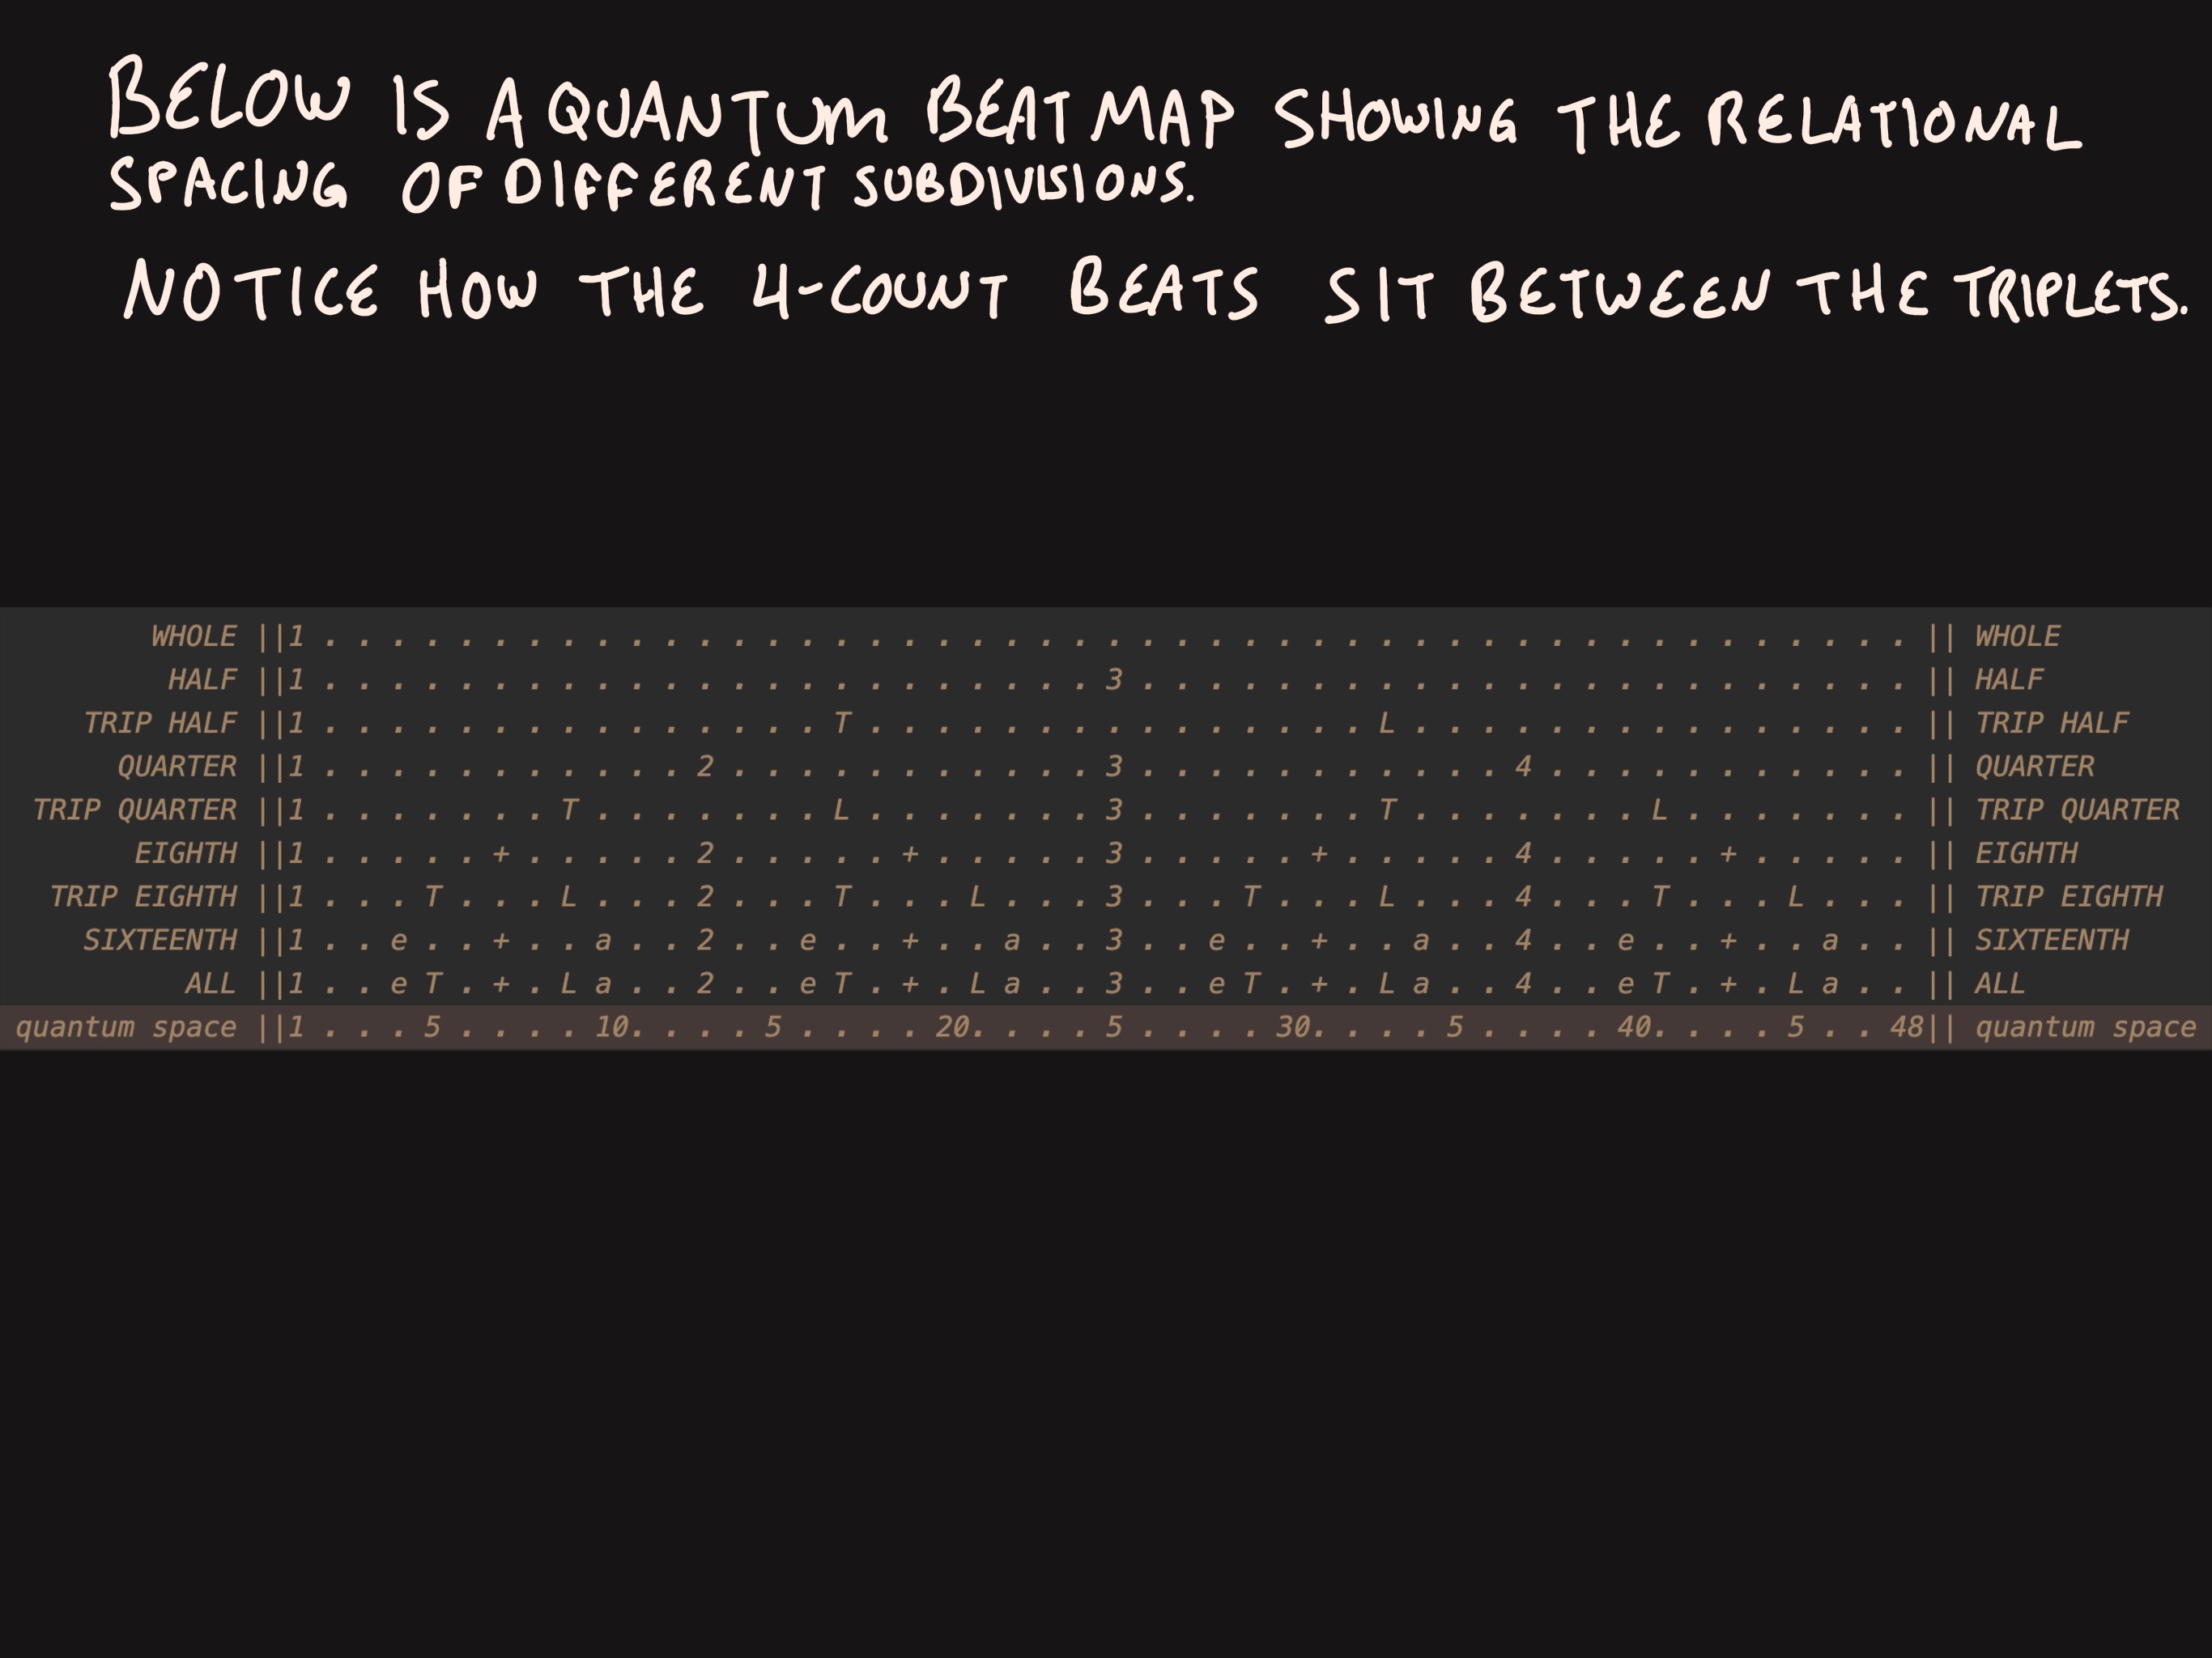 BELOW IS A QUANTUM BEAT MAP SHOWING THE RELATIONAL
SPACING OF DIFFERENT SUBDIVISIONS.
NOTICE HOW THE 4-COUNT BEATS SIT BETWEEN THE TRIPLETS.
WHOLE ||1 . . . . . . . . . . . . . . . . . . . . . . . . . . . . . . . . . . . . . . . . . . . . . . . || WHOLE
HALF ||1 . . . . . . . . . . . . . . . . . . . . . . . 3 . . . . . . . . . . . . . . . . . . . . . . . || HALF
TRIP HALF ||1 . . . . . . . . . . . . . . . T . . . . . . . . . . . . . . . L . . . . . . . . . . . . . . . || TRIP HALF
QUARTER ||1 . . . . . . . . . . . 2 . . . . . . . . . . . 3 . . . . . . . . . . . 4 . . . . . . . . . . . || QUARTER
TRIP QUARTER ||1 . . . . . . . T . . . . . . . L . . . . . . . 3 . . . . . . . T . . . . . . . L . . . . . . . || TRIP QUARTER
EIGHTH ||1 . . . . . + . . . . . 2 . . . . . + . . . . . 3 . . . . . + . . . . . 4 . . . . . + . . . . . || EIGHTH
TRIP EIGHTH ||1 . . . T . . . L . . . 2 . . . T . . . L . . . 3 . . . T . . . L . . . 4 . . . T . . . L . . . || TRIP EIGHTH
SIXTEENTH ||1 . . e . . + . . a . . 2 . . e . . + . . a . . 3 . . e . . + . . a . . 4 . . e . . + . . a . . || SIXTEENTH
ALL ||1 . . e T . + . L a . . 2 . . e T . + . L a . . 3 . . e T . + . L a . . 4 . . e T . + . L a . . || ALL
quantum space ||1 . . . 5 . . . . 10. . . . 5 . . . . 20. . . . 5 . . . . 30. . . . 5 . . . . 40. . . . 5 . . 48|| quantum space